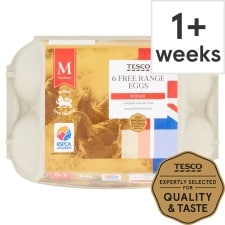 1+
weeks
M
Medium
TESCO
6 FREE RANGE
EGGS
MEDIUM
RSPCA
ASSURED
TESCO
EXPERTLY SELECTED
FOR
QUALITY
& TASTE